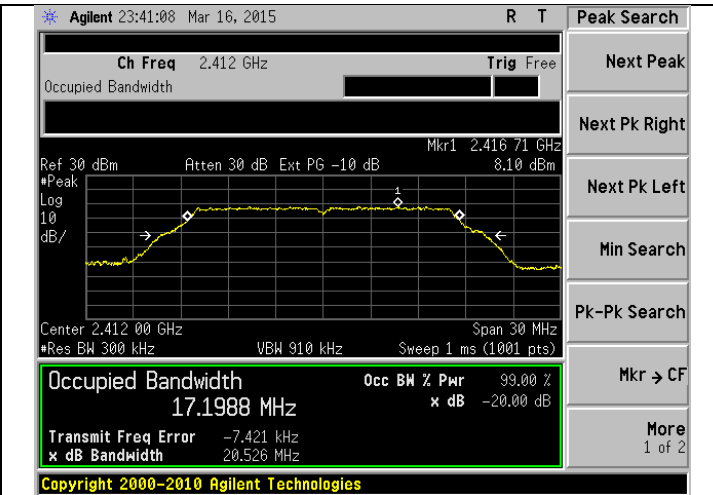 Agilent 23:41:08 Mar 16, 2015 R T
Peak Search
Ch Freq 2.412 GHz Trig Free
Occupied Bandwidth
Mkr1 2.416 71 GHz
Ref 30 dBm Atten 30 dB Ext PG -10 dB 8.10 dBm
#Peak
Log
10
dB/
1
Center 2.412 00 GHz Span 30 MHz
#Res BW 300 kHz VBW 910 kHz Sweep 1 ms (1001 pts)
Occupied Bandwidth Occ BW % Pwr 99.00 %
17.1988 MHz x dB -20.00 dB
Transmit Freq Error -7.421 kHz
x dB Bandwidth 20.526 MHz
Copyright 2000-2010 Agilent Technologies
Next Peak
Next Pk Right
Next Pk Left
Min Search
Pk-Pk Search
Mkr → CF
More
1 of 2